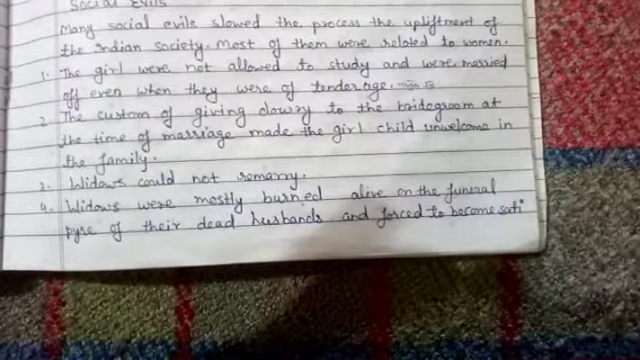 Social Evils
Many social evils slowed the process the upliftment of
the Indian society. Most of them were related to women.
1. The girl were not allowed to study and were married
off even when they were of tender age.
2. The custom of giving dowry to the bridegroom at
the time of marriage made the girl child unwelcome in
the family.
3. Widows could not remarry.
4. Widows were mostly burned alive on the funeral
pyre of their dead husbands and forced to become sati